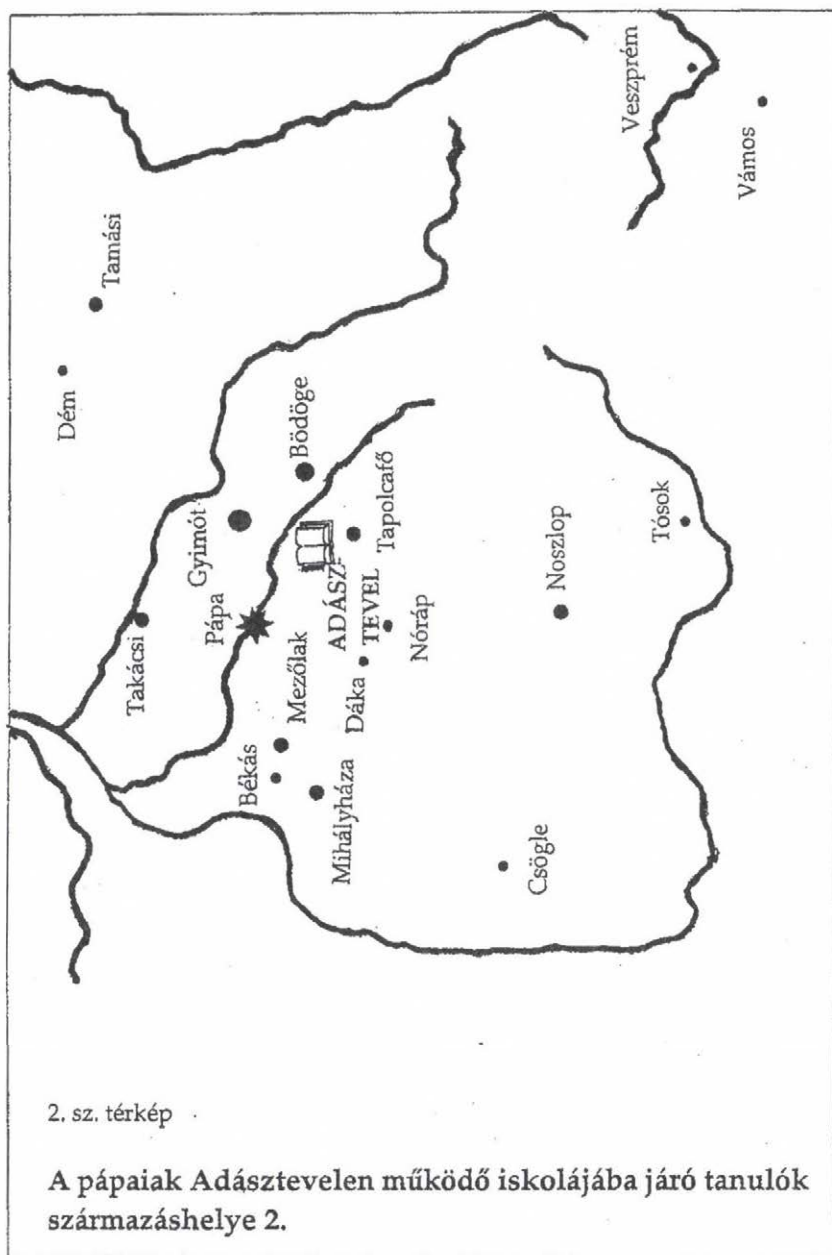 Veszprém
Vámos
Tamási
Dém
Bödöge
Gyimót
Takácsi
Pápa
ADÁSZ-
TEVEL
Tapolcafő
Nóráp
Dáka
Mezőlak
Békás
Mihályháza
Noszlop
Tósok
Csögle
2. sz. térkép
A pápaiak Adásztevelen működő iskolájába járó tanulók
származáshelye 2.